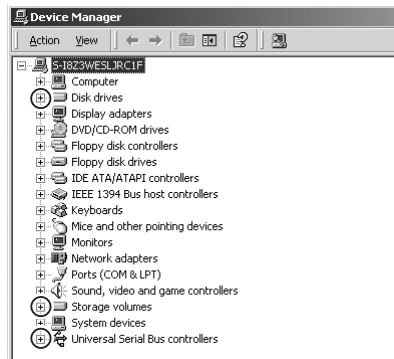 Device Manager
Action View
S-I8Z3WESLJRC1F
Computer
Disk drives
Display adapters
DVD/CD-ROM drives
Floppy disk controllers
Floppy disk drives
IDE ATA/ATAPI controllers
IEEE 1394 Bus host controllers
Keyboards
Mice and other pointing devices
Monitors
Network adapters
Ports (COM & LPT)
Sound, video and game controllers
Storage volumes
System devices
Universal Serial Bus controllers